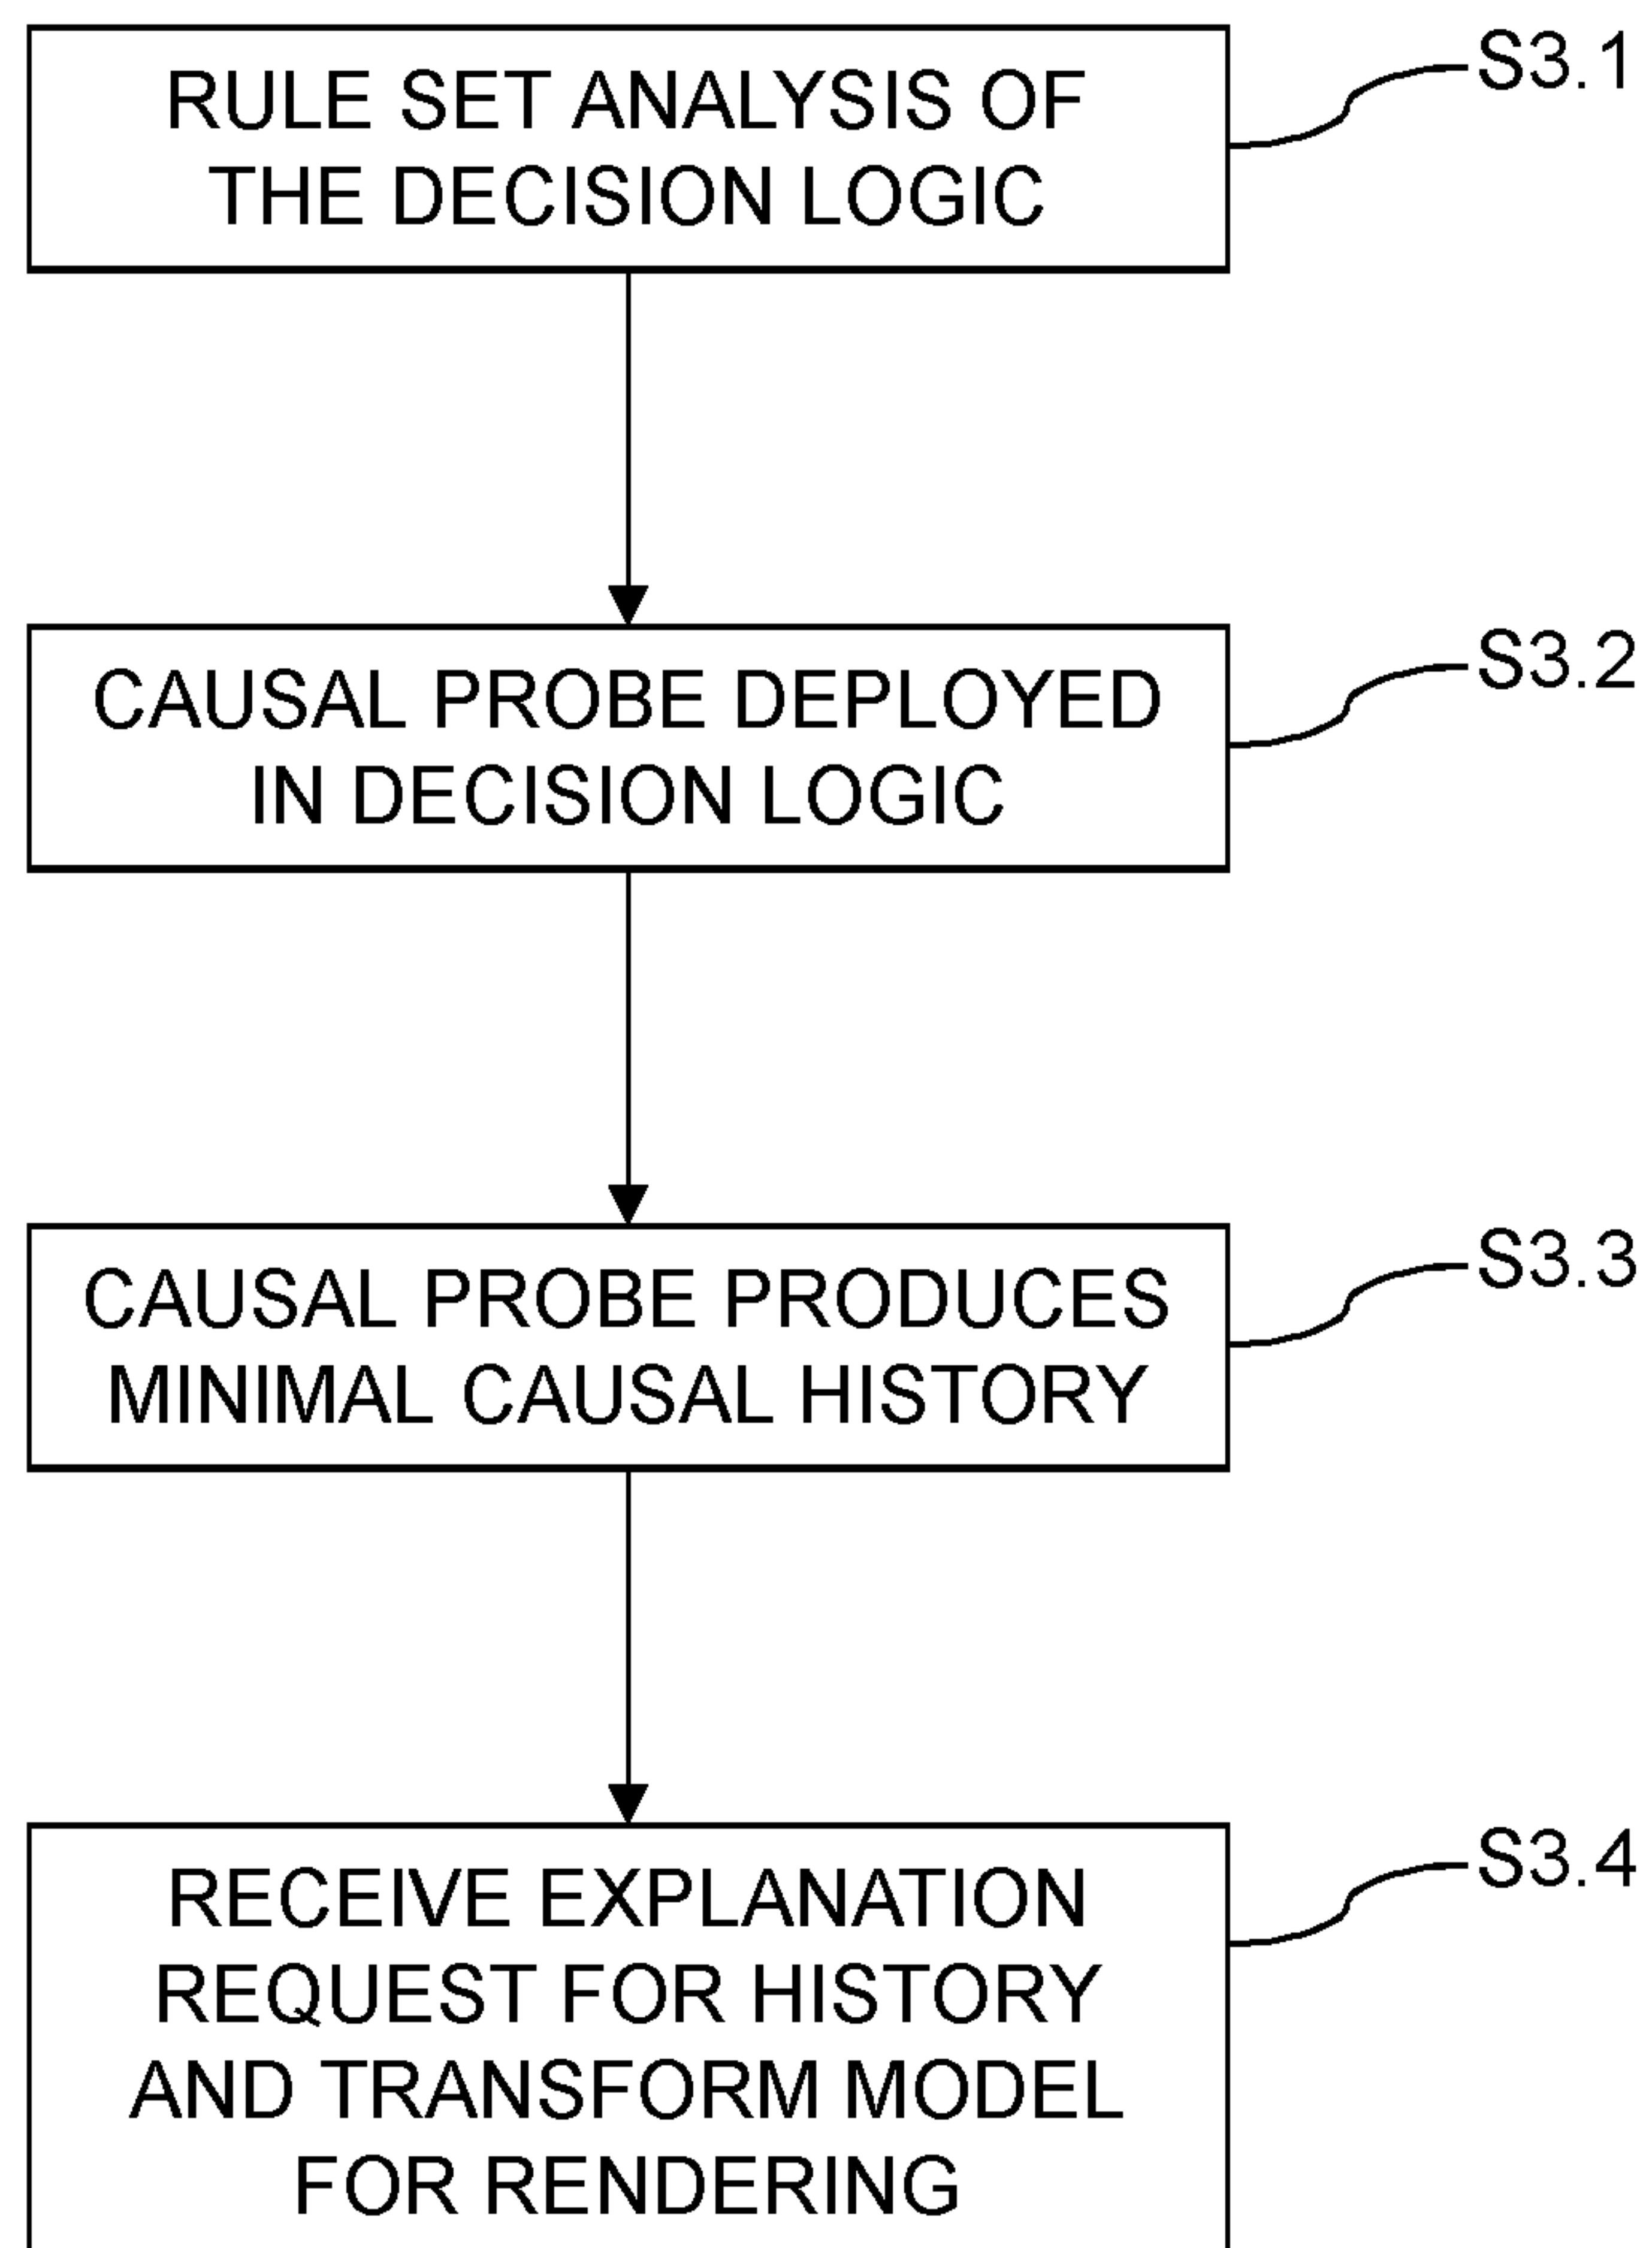 RULE SET ANALYSIS OF
THE DECISION LOGIC
S3.1
CAUSAL PROBE DEPLOYED
IN DECISION LOGIC
S3.2
CAUSAL PROBE PRODUCES
MINIMAL CAUSAL HISTORY
S3.3
RECEIVE EXPLANATION
REQUEST FOR HISTORY
AND TRANSFORM MODEL
FOR RENDERING
S3.4